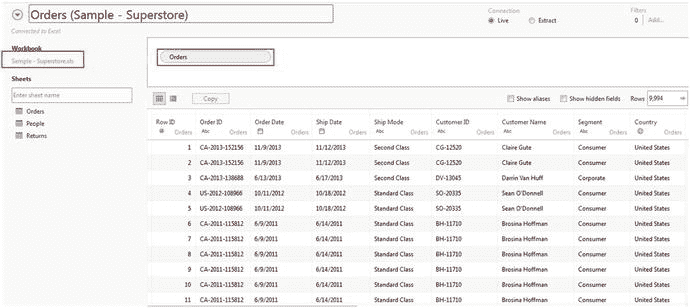 Orders (Sample - Superstore)
Connection
Live Extract
Filters
0 Add...
Connected to Excel
Workbook
Sample - Superstore.xls
Sheets
Enter sheet name
Orders
People
Returns
Orders
Copy
Show aliases Show hidden fields Rows 9,994
Row ID Order ID Order Date Ship Date Ship Mode Customer ID Customer Name Segment Country
Orders Abc Orders Orders Orders Abc Orders Abc Orders Abc Orders Abc Orders Orders
1 CA-2013-152156 11/9/2013 11/12/2013 Second Class CG-12520 Claire Gute Consumer United States
2 CA-2013-152156 11/9/2013 11/12/2013 Second Class CG-12520 Claire Gute Consumer United States
3 CA-2013-138688 6/13/2013 6/17/2013 Second Class DV-13045 Darrin Van Huff Corporate United States
4 US-2012-108966 10/11/2012 10/18/2012 Standard Class SO-20335 Sean O'Donnell Consumer United States
5 US-2012-108966 10/11/2012 10/18/2012 Standard Class SO-20335 Sean O'Donnell Consumer United States
6 CA-2011-115812 6/9/2011 6/14/2011 Standard Class BH-11710 Brosina Hoffman Consumer United States
7 CA-2011-115812 6/9/2011 6/14/2011 Standard Class BH-11710 Brosina Hoffman Consumer United States
8 CA-2011-115812 6/9/2011 6/14/2011 Standard Class BH-11710 Brosina Hoffman Consumer United States
9 CA-2011-115812 6/9/2011 6/14/2011 Standard Class BH-11710 Brosina Hoffman Consumer United States
10 CA-2011-115812 6/9/2011 6/14/2011 Standard Class BH-11710 Brosina Hoffman Consumer United States
11 CA-2011-115812 6/9/2011 6/14/2011 Standard Class BH-11710 Brosina Hoffman Consumer United States